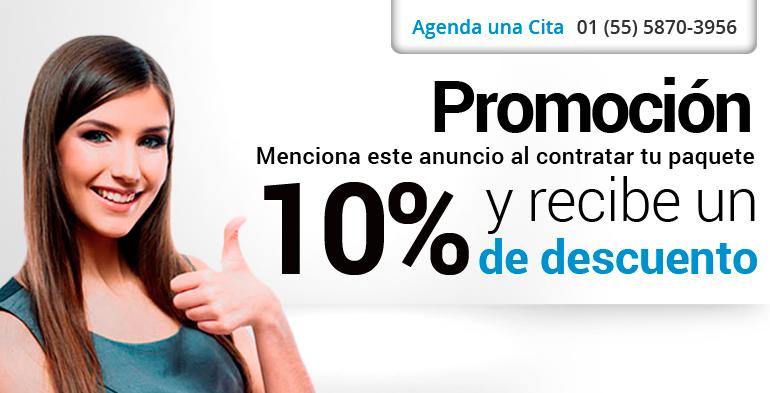 Agenda una Cita 01 (55) 5870-3956
Promoción
Menciona este anuncio al contratar tu paquete
10% y recibe un
de descuento